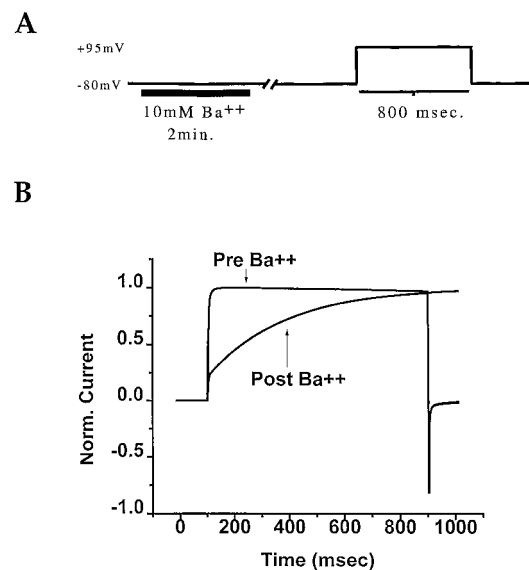 A
+95mV
-80mV
10mM Ba++
2min.
800 msec.
B
Pre Ba++
Post Ba++
1.0
0.5
0.0
-0.5
-1.0
Norm. Current
0 200 400 600 800 1000
Time (msec)